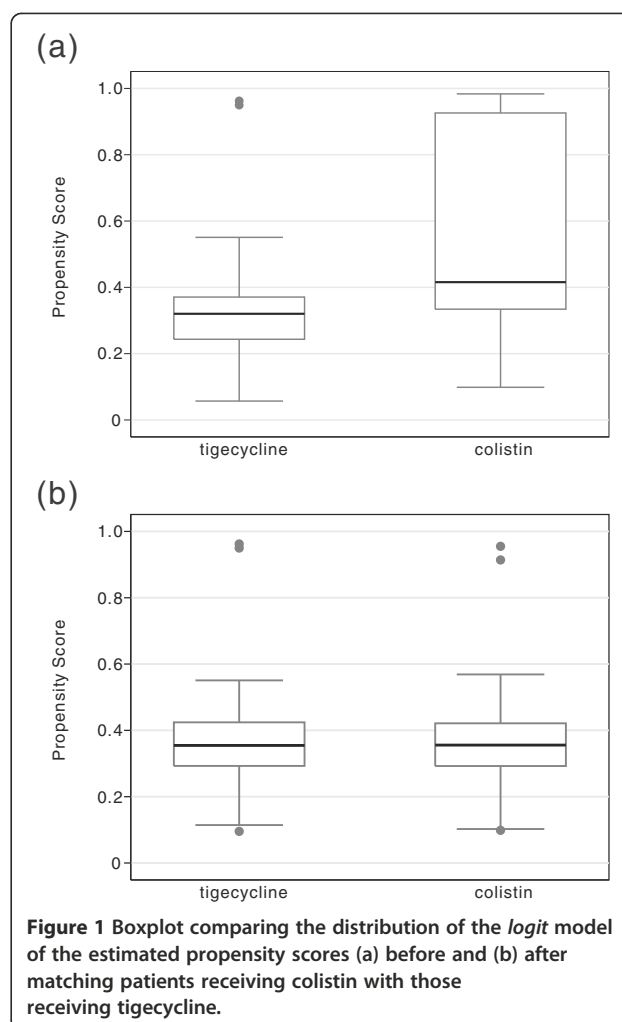 (a)
1.0
0.8
0.6
0.4
0.2
0
Propensity Score
tigecycline colistin
(b)
1.0
0.8
0.6
0.4
0.2
0
Propensity Score
tigecycline colistin
Figure 1 Boxplot comparing the distribution of the logit model
of the estimated propensity scores (a) before and (b) after
matching patients receiving colistin with those
receiving tigecycline.